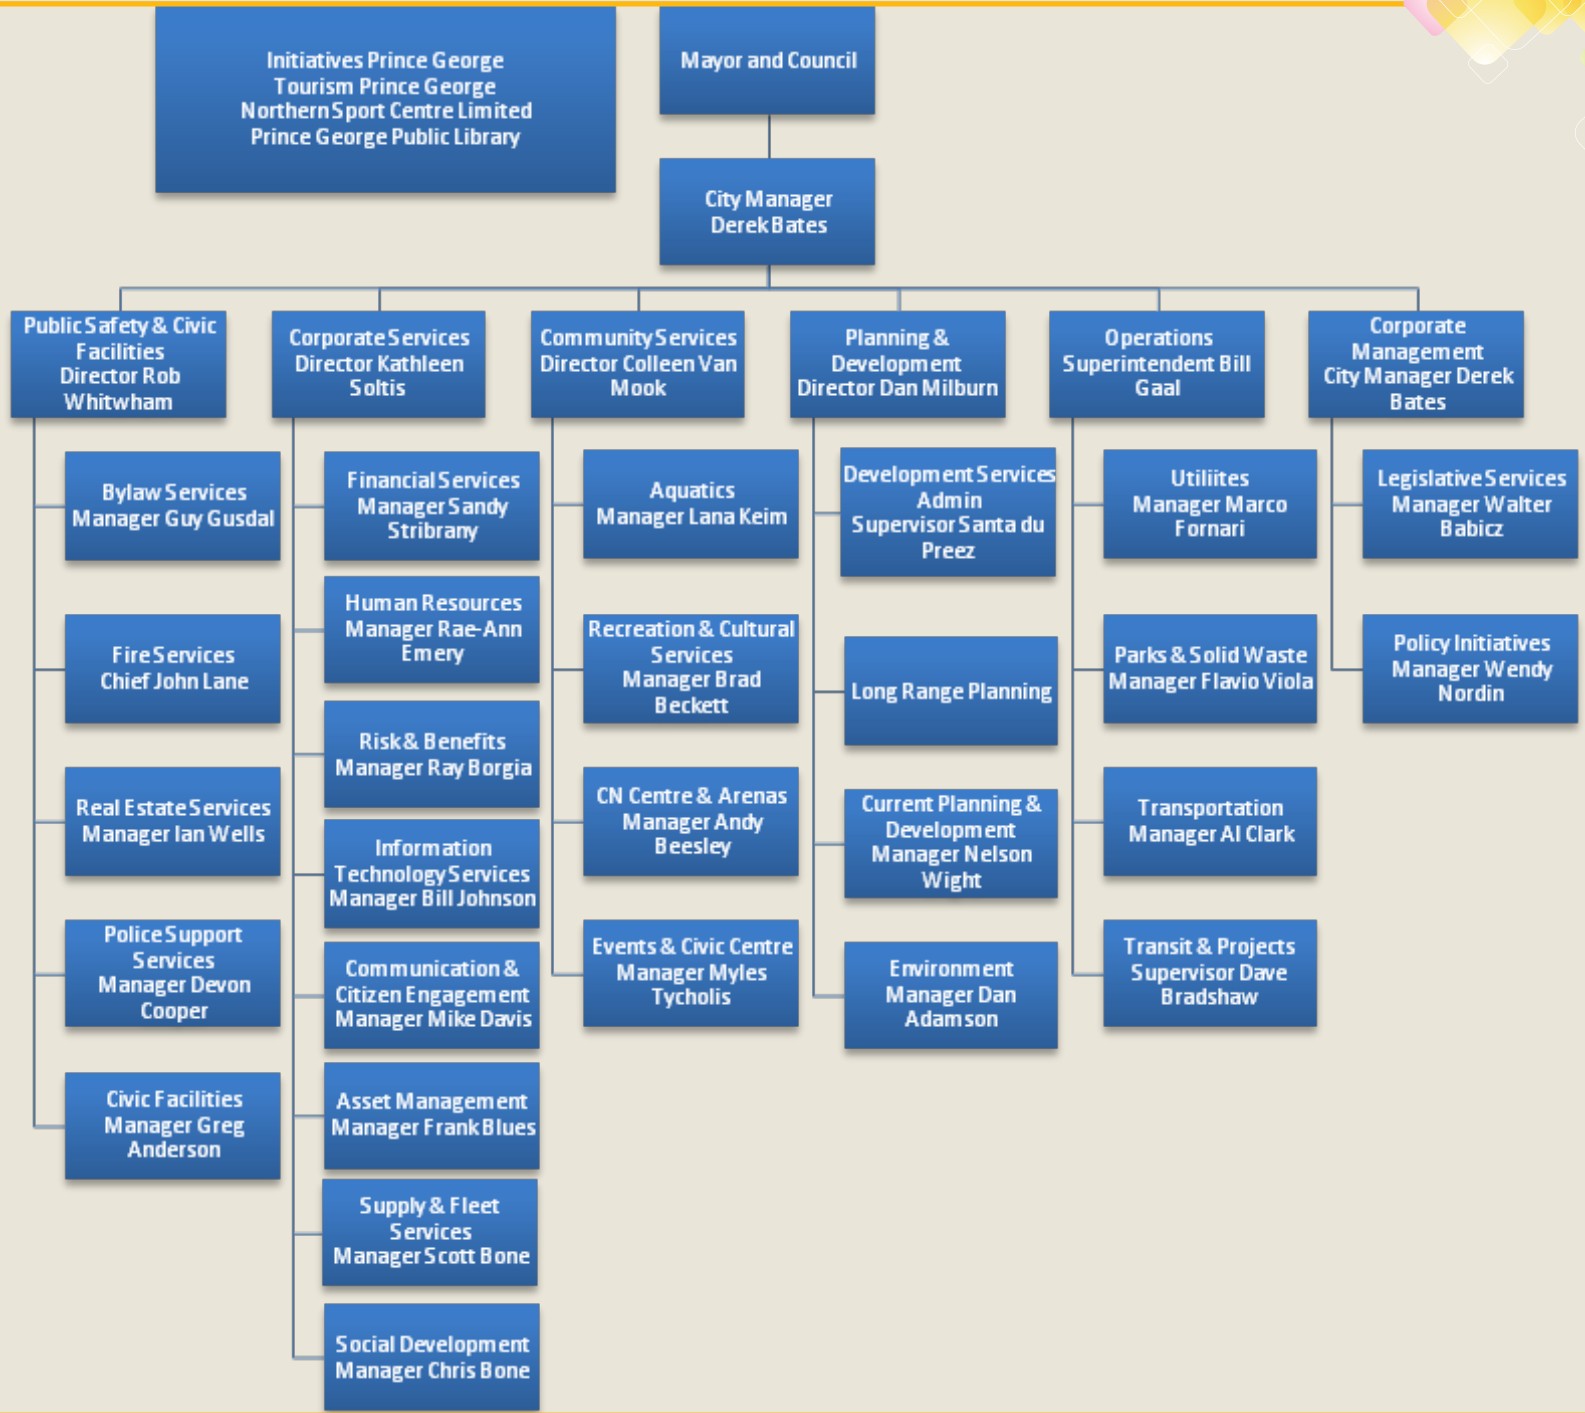 Initiatives Prince George
Tourism Prince George
Northern Sport Centre Limited
Prince George Public Library
Mayor and Council
City Manager
Derek Bates
Public Safety & Civic
Facilities
Director Rob
Whitwham
Corporate Services
Director Kathleen
Soltis
Community Services
Director Colleen Van
Mook
Planning &
Development
Director Dan Milburn
Operations
Superintendent Bill
Gaal
Corporate
Management
City Manager Derek
Bates
Bylaw Services
Manager Guy Gusdal
Fire Services
Chief John Lane
Real Estate Services
Manager Ian Wells
Police Support
Services
Manager Devon
Cooper
Civic Facilities
Manager Greg
Anderson
Financial Services
Manager Sandy
Stribrany
Human Resources
Manager Rae-Ann
Emery
Risk & Benefits
Manager Ray Borgia
Information
Technology Services
Manager Bill Johnson
Communication &
Citizen Engagement
Manager Mike Davis
Asset Management
Manager Frank Blues
Supply & Fleet
Services
Manager Scott Bone
Social Development
Manager Chris Bone
Aquatics
Manager Lana Keim
Recreation & Cultural
Services
Manager Brad
Beckett
CN Centre & Arenas
Manager Andy
Beesley
Events & Civic Centre
Manager Myles
Tycholis
Development Services
Admin
Supervisor Santa du
Preez
Long Range Planning
Current Planning &
Development
Manager Nelson
Wight
Environment
Manager Dan
Adamson
Utiliites
Manager Marco
Fornari
Parks & Solid Waste
Manager Flavio Viola
Transportation
Manager Al Clark
Transit & Projects
Supervisor Dave
Bradshaw
Legislative Services
Manager Walter
Babicz
Policy Initiatives
Manager Wendy
Nordin